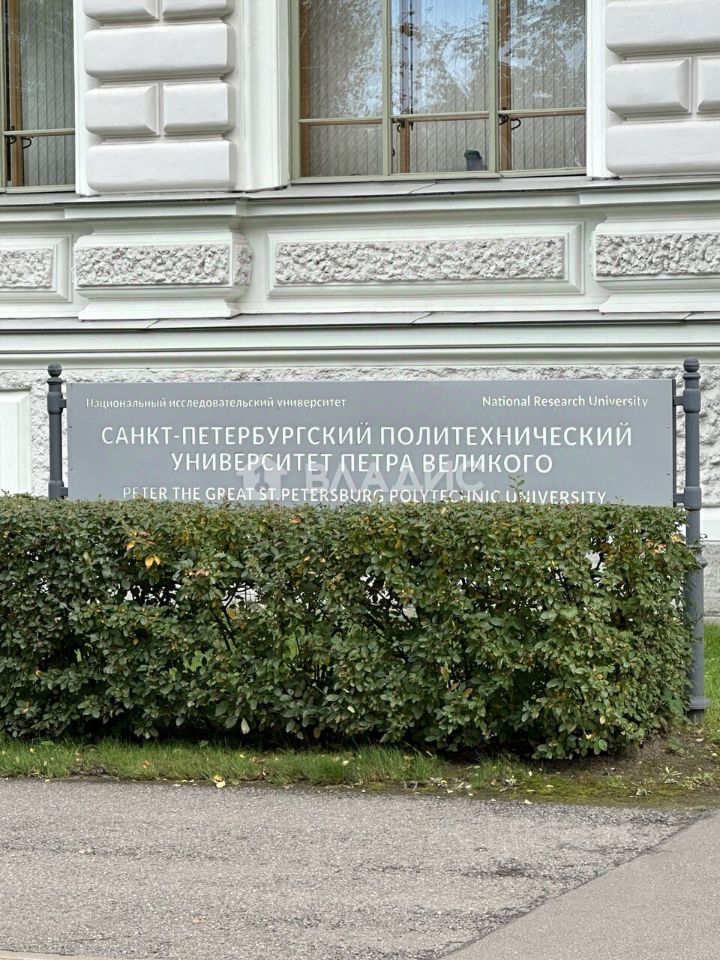 Национальный исследовательский университет
National Research University
САНКТ-ПЕТЕРБУРГСКИЙ ПОЛИТЕХНИЧЕСКИЙ
УНИВЕРСИТЕТ ПЕТРА ВЕЛИКОГО
ВЛАДИС
PETER THE GREAT ST.PETERSBURG POLYTECHNIC UNIVERSITY